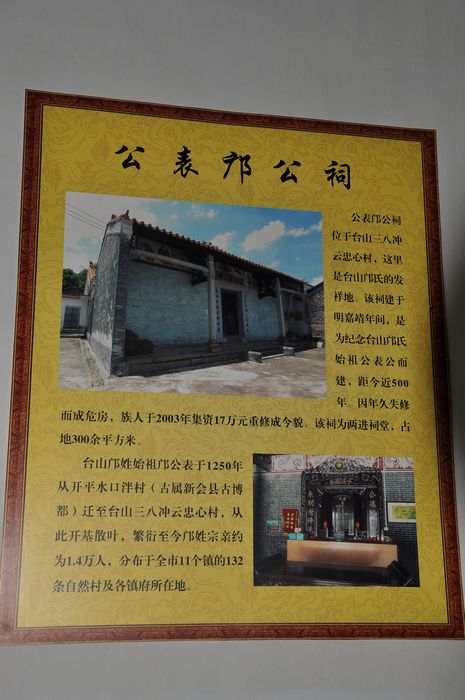 公表邝公祠
公表邝公祠
位于台山三八冲
云忠心村，这里
是台山邝氏的发
祥地。该祠建于
明嘉靖年间，是
为纪念台山邝氏
始祖公表公而
建，距今近500
年。因年久失修
而成危房，族人于2003年集资17万元重修成今貌。该祠为两进祠堂，占
地300余平方米。
台山邝姓始祖邝公表于1250年
从开平水口泮村（古属新会县古博
都）迁至台山三八冲云忠心村，从
此开基散叶，繁衍至今邝姓宗亲约
为1.4万人，分布于全市11个镇的132
条自然村及各镇府所在地。